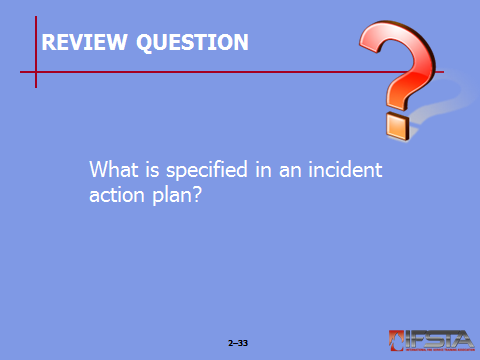 REVIEW QUESTION
What is specified in an incident
action plan?
IFSTA
2–33